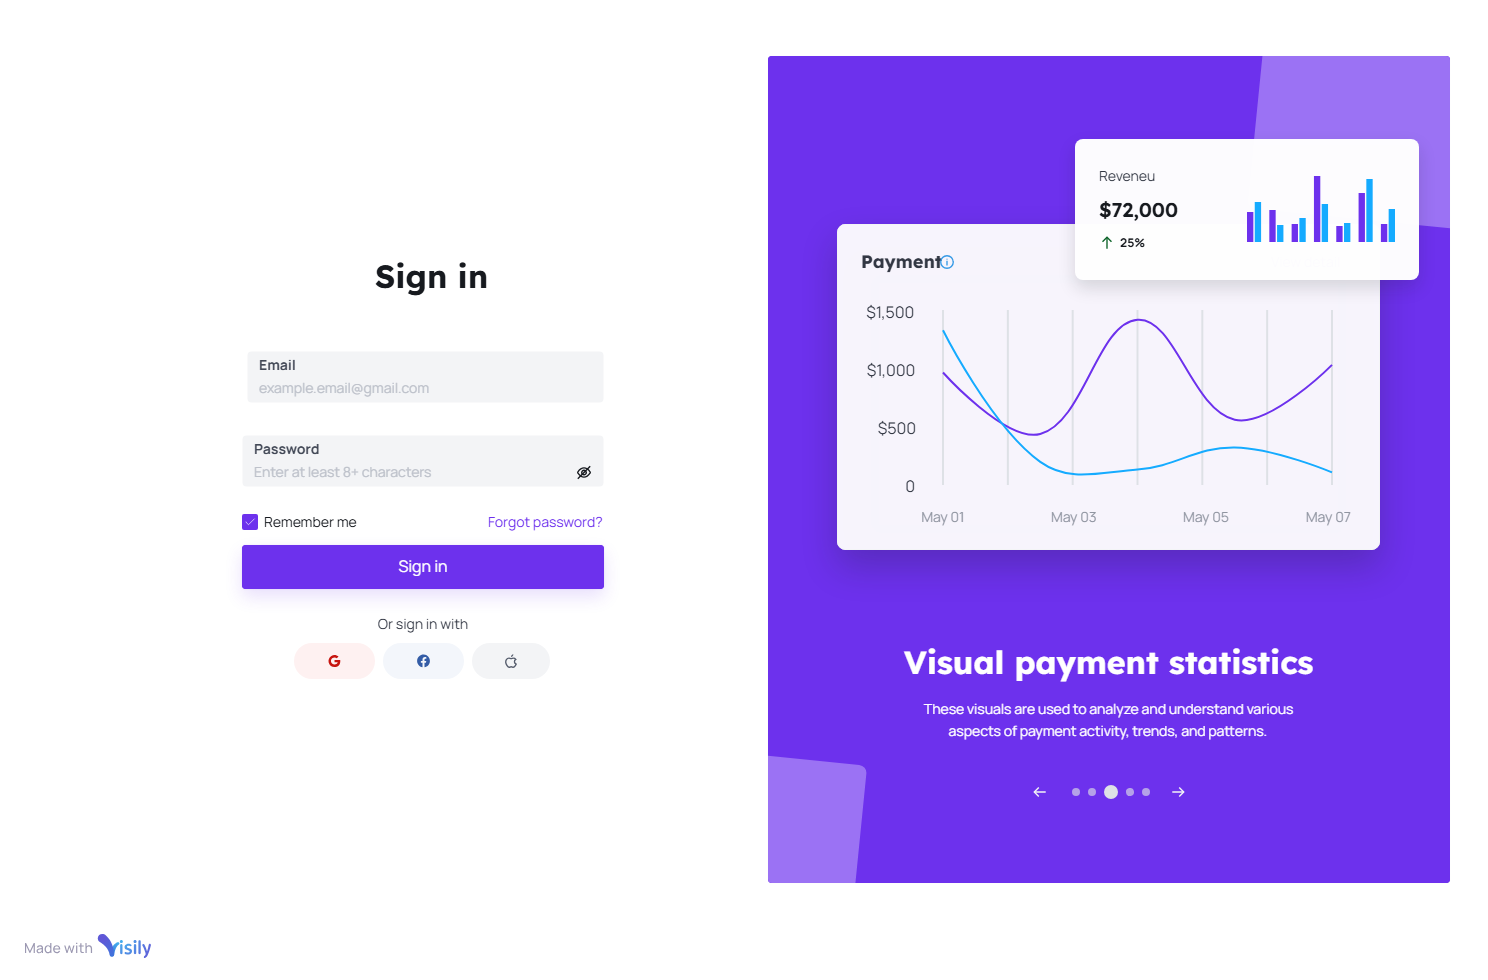 Sign in
Email
example.email@gmail.com
Password
Enter at least 8+ characters
Remember me
Forgot password?
Sign in
Or sign in with
Reveneu
$72,000
25%
Payment
$1,500
$1,000
$500
0
May 01
May 03
May 05
May 07
Visual payment statistics
These visuals are used to analyze and understand various
aspects of payment activity, trends, and patterns.
Made with Visily